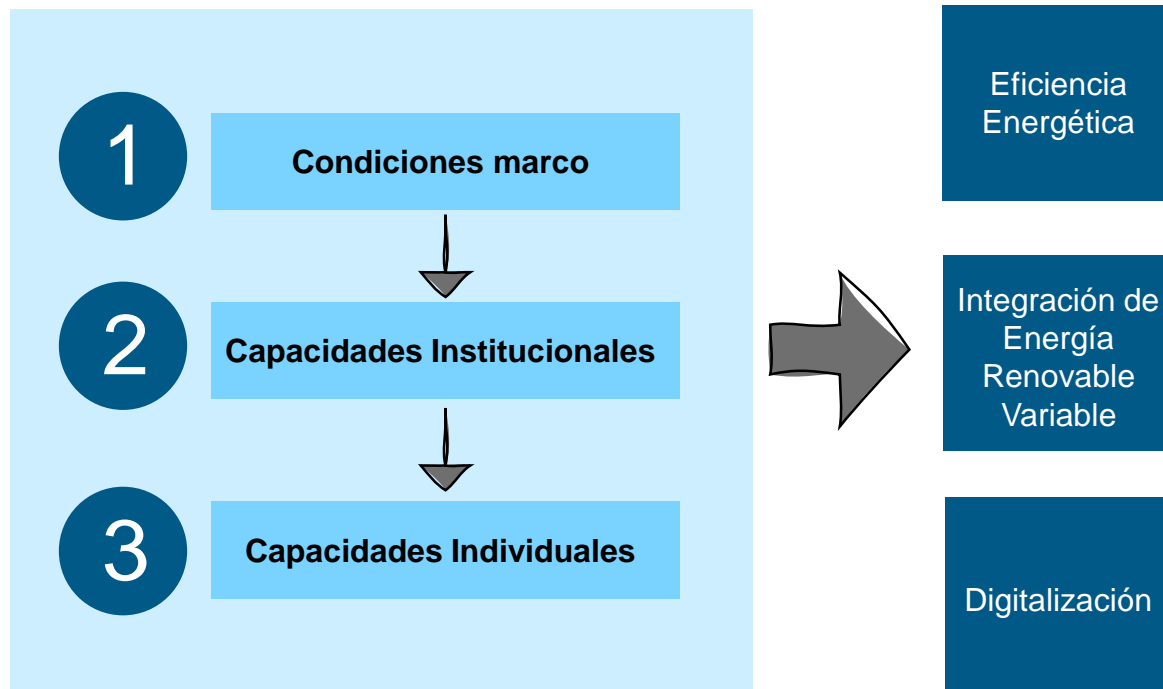 1
Condiciones marco
2
Capacidades Institucionales
3
Capacidades Individuales
Eficiencia
Energética
Integración de
Energía
Renovable
Variable
Digitalización